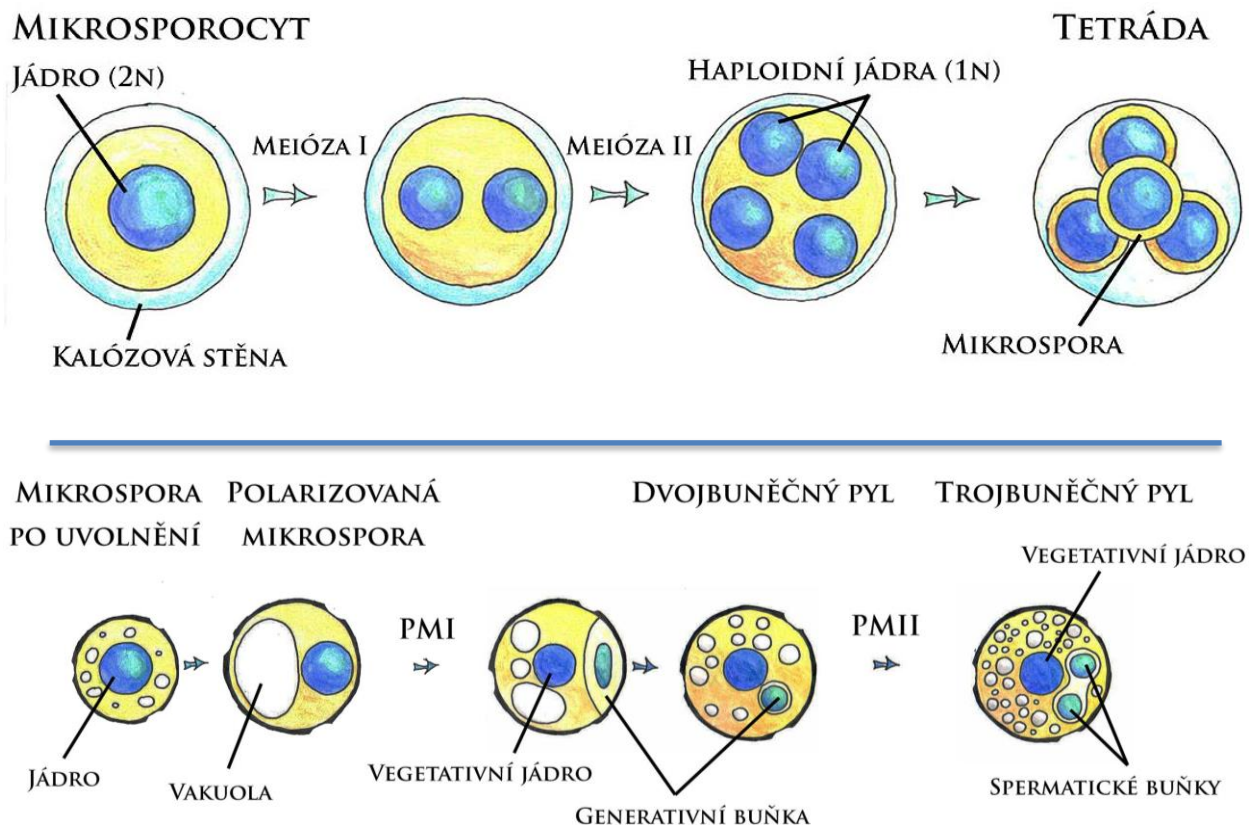 MIKROSPOROCYT
TETRÁDA
JÁDRO (2N)
HAPLOIDNÍ JÁDRA (1N)
MEIÓZA I
MEIÓZA II
KALÓZOVÁ STĚNA
MIKROSPORA
MIKROSPORA
PO UVOLNĚNÍ
POLARIZOVANÁ
MIKROSPORA
DVOJBUNĚČNÝ PYL
TROJBUNĚČNÝ PYL
VEGETATIVNÍ JÁDRO
PMI
PMII
JÁDRO
VAKUOLA
VEGETATIVNÍ JÁDRO
GENERATIVNÍ BUŇKA
SPERMATICKÉ BUŇKY